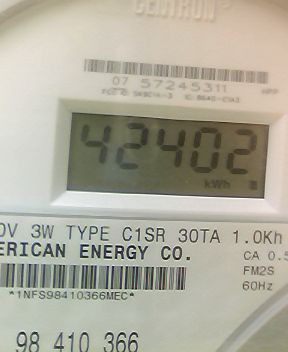 CENTRON®
07 57245311
HPP
42402
kWh
0V 3W TYPE C1SR 30TA 1.0Kh
ERICAN ENERGY CO.
CA 0.5
FM2S
60Hz
*1NFS98410366MEC*
98 410 366